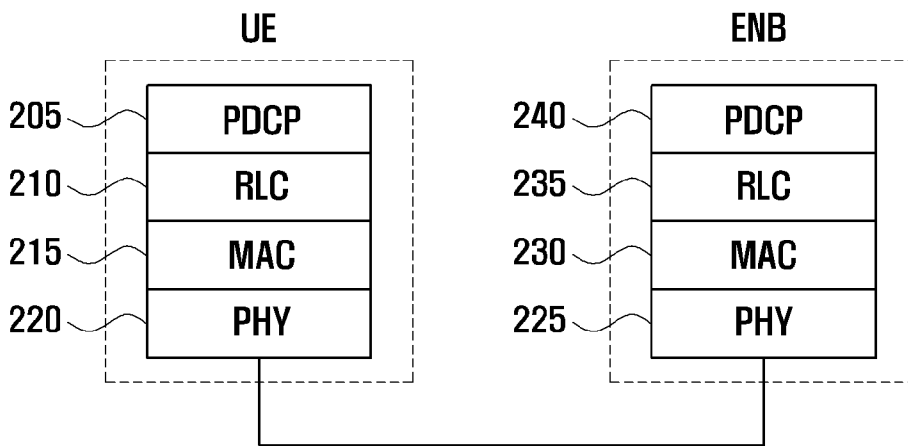 UE ENB
205 PDCP 240 PDCP
210 RLC 235 RLC
215 MAC 230 MAC
220 PHY 225 PHY